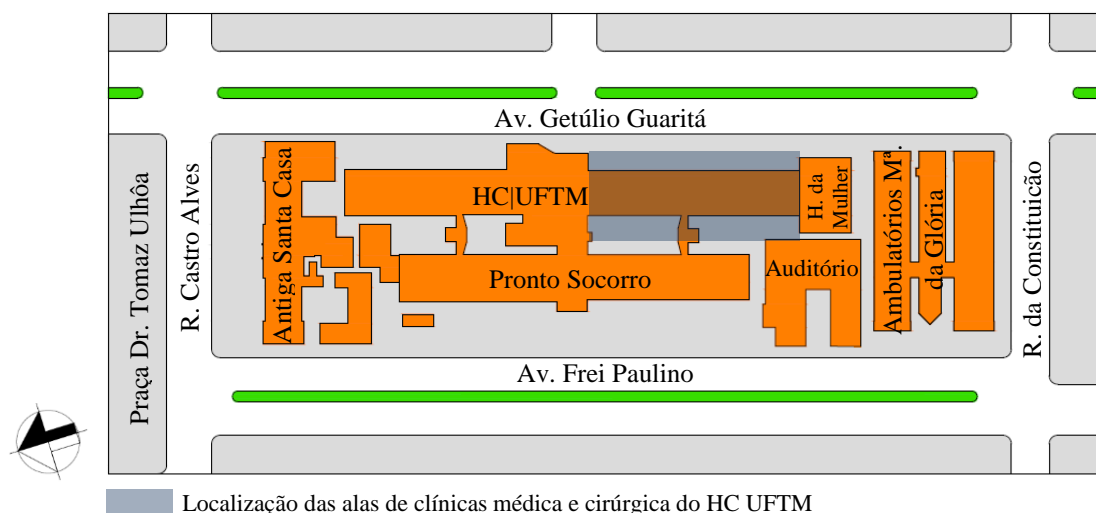 Av. Getúlio Guaritá
Praça Dr. Tomaz Ulhôa
R. Castro Alves
Antiga Santa Casa
HC|UFTM
H. da
Mulher
Ambulatórios Mª.
da Glória
R. da Constituicão
Pronto Socorro
Auditório
Av. Frei Paulino
Localização das alas de clínicas médica e cirúrgica do HC UFTM